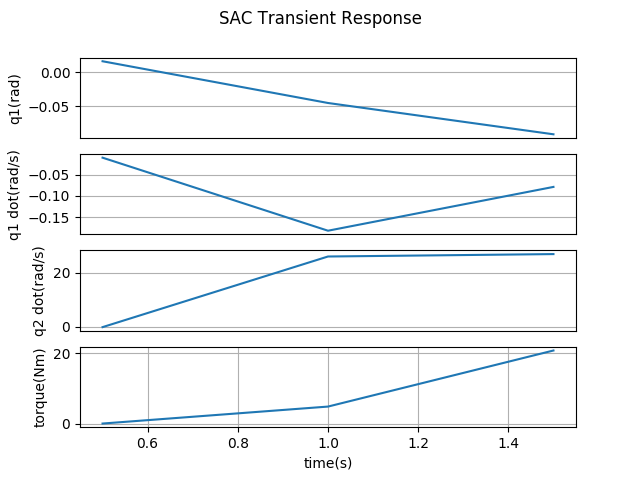 SAC Transient Response
q1(rad)
0.00
−0.05
q1 dot(rad/s)
−0.05
−0.10
−0.15
q2 dot(rad/s)
20
0
torque(Nm)
20
0
0.6 0.8 1.0 1.2 1.4
time(s)